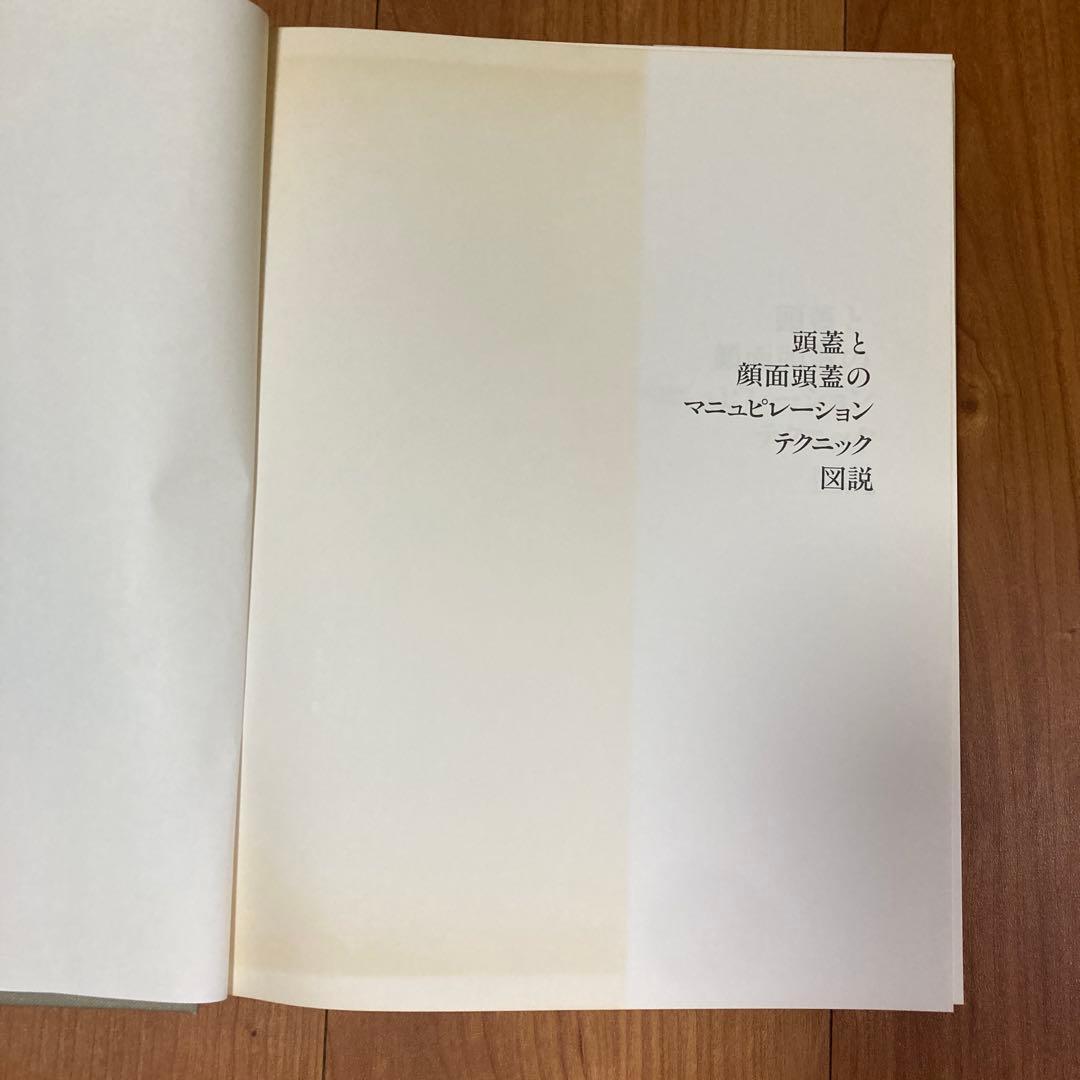 頭蓋と
顔面頭蓋の
マニュピレーション
テクニック
図説